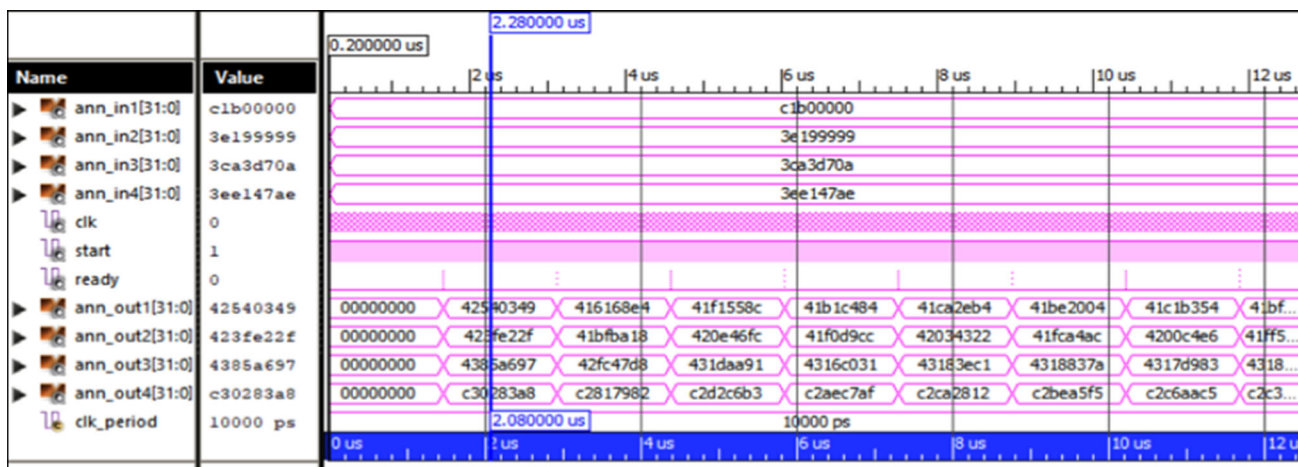 2.280000 us
0.200000 us
Name Value
2 us 4 us 6 us 8 us 10 us 12 us
ann_in1[31:0] c1b00000 c1b00000
ann_in2[31:0] 3e199999 3e199999
ann_in3[31:0] 3ca3d70a 3ca3d70a
ann_in4[31:0] 3ee147ae 3ee147ae
clk 0
start 1
ready 0
ann_out1[31:0] 42540349 00000000 42540349 416168e4 41f1558c 41b1c484 41ca2eb4 41be2004 41c1b354 41bf...
ann_out2[31:0] 423fe22f 00000000 423fe22f 41bfba18 420e46fc 41f0d9cc 42034322 41fca4ac 4200c4e6 41ff5...
ann_out3[31:0] 4385a697 00000000 4385a697 42fc47d8 431daa91 4316c031 43183ec1 4318837a 4317d983 4318...
ann_out4[31:0] c30283a8 00000000 c30283a8 c2817982 c2d2c6b3 c2aec7af c2ca2812 c2bea5f5 c2c6aac5 c2c3...
clk_period 10000 ps 2.080000 us 10000 ps
0 us 2 us 4 us 6 us 8 us 10 us 12 u